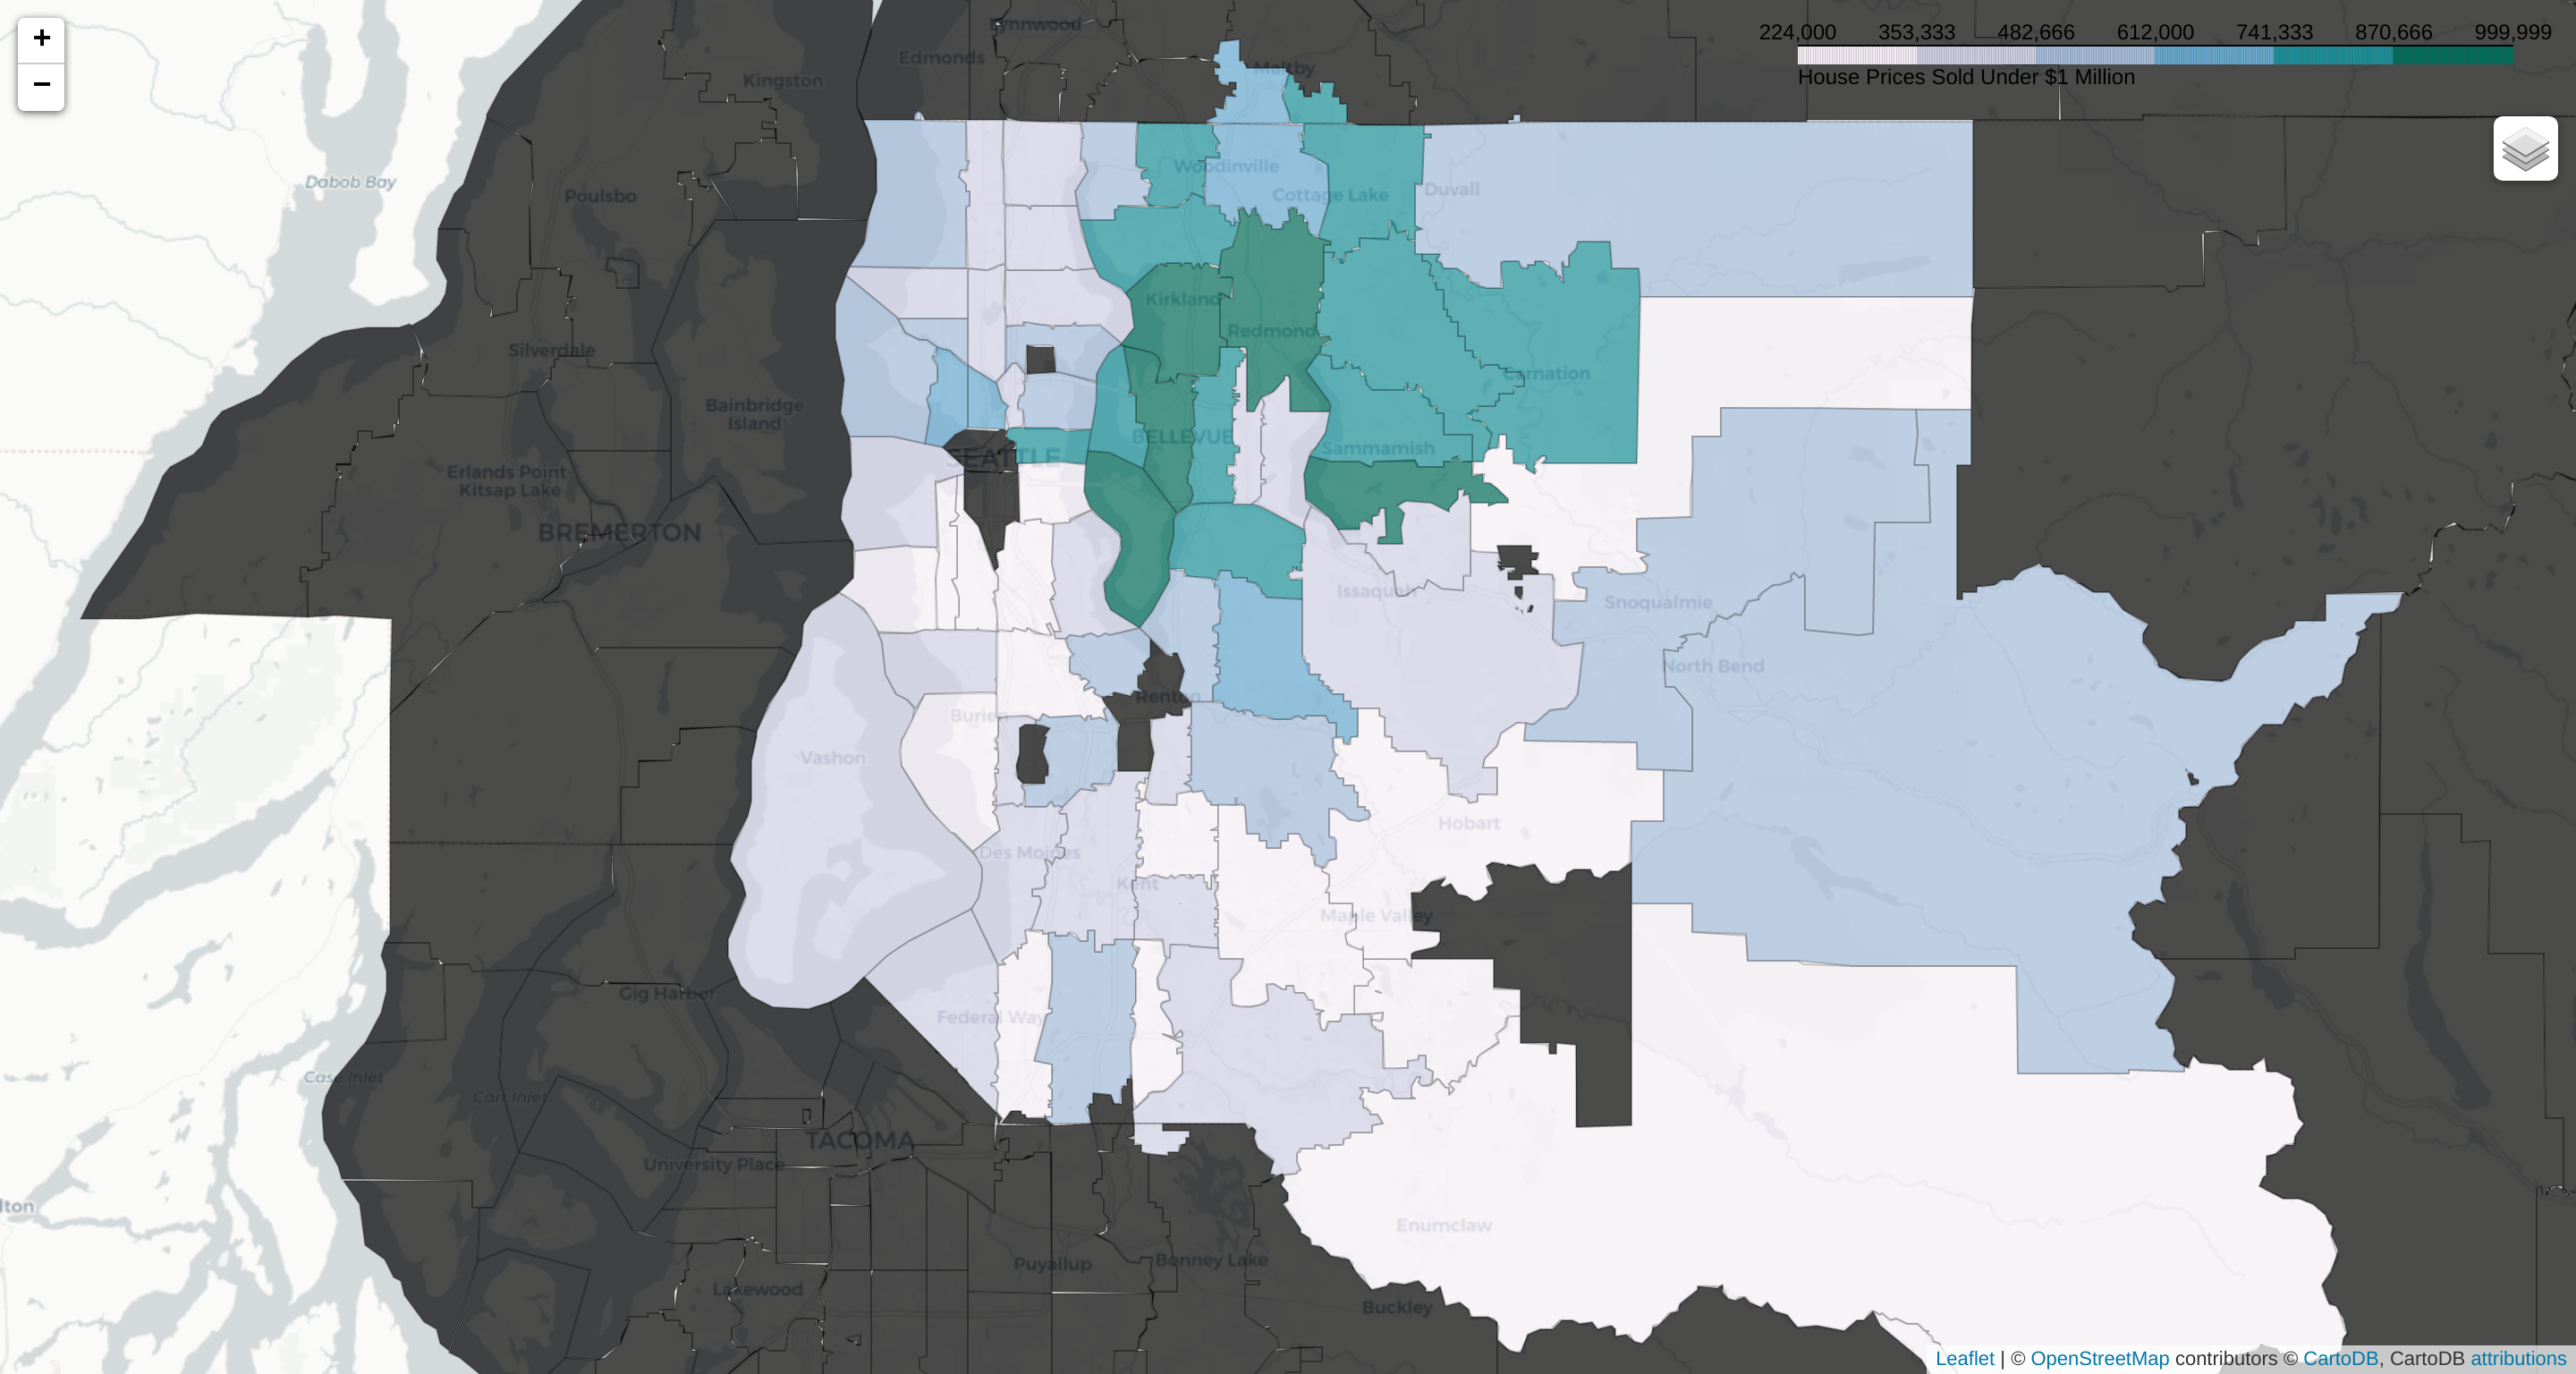 +
−
224,000 353,333 482,666 612,000 741,333 870,666 999,999
House Prices Sold Under $1 Million
Lynnwood
Edmonds
Maltby
Kingston
Dabob Bay
Poulsbo
Woodinville
Cottage Lake
Duvall
Kirkland
Redmond
Silverdale
Carnation
Bainbridge
Island
BELLEVUE
Sammamish
SEATTLE
Erlands Point-
Kitsap Lake
BREMERTON
Issaquah
Snoqualmie
North Bend
Renton
Burien
Vashon
Hobart
Des Moines
Kent
Maple Valley
Gig Harbor
Federal Way
Case Inlet
Carr Inlet
TACOMA
University Place
lton
Enumclaw
Puyallup
Bonney Lake
Lakewood
Buckley
Leaflet | © OpenStreetMap contributors © CartoDB, CartoDB attributions